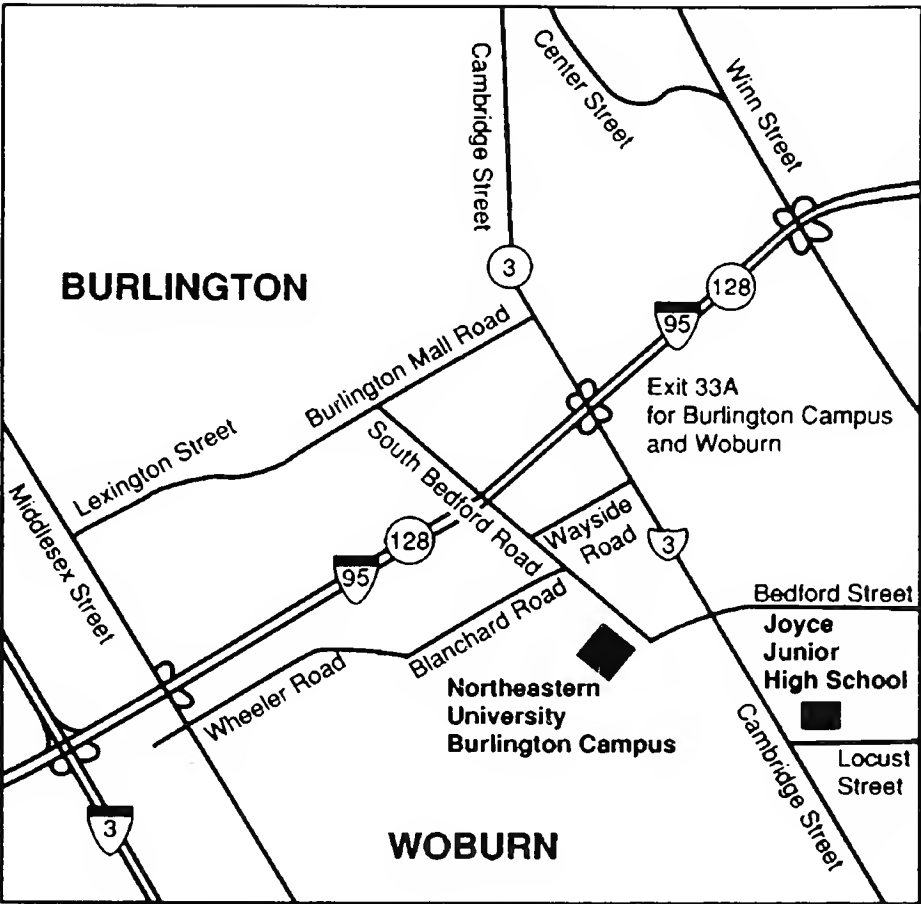 Cambridge Street
Center Street
Winn Street
3
BURLINGTON
128
95
Burlington Mall Road
Exit 33A
for Burlington Campus
and Woburn
Lexington Street
South Bedford Road
Middlesex Street
128
95
Wayside
Road
3
Bedford Street
Blanchard Road
Wheeler Road
Joyce
Junior
High School
Northeastern
University
Burlington Campus
Cambridge Street
Locust
Street
3
WOBURN